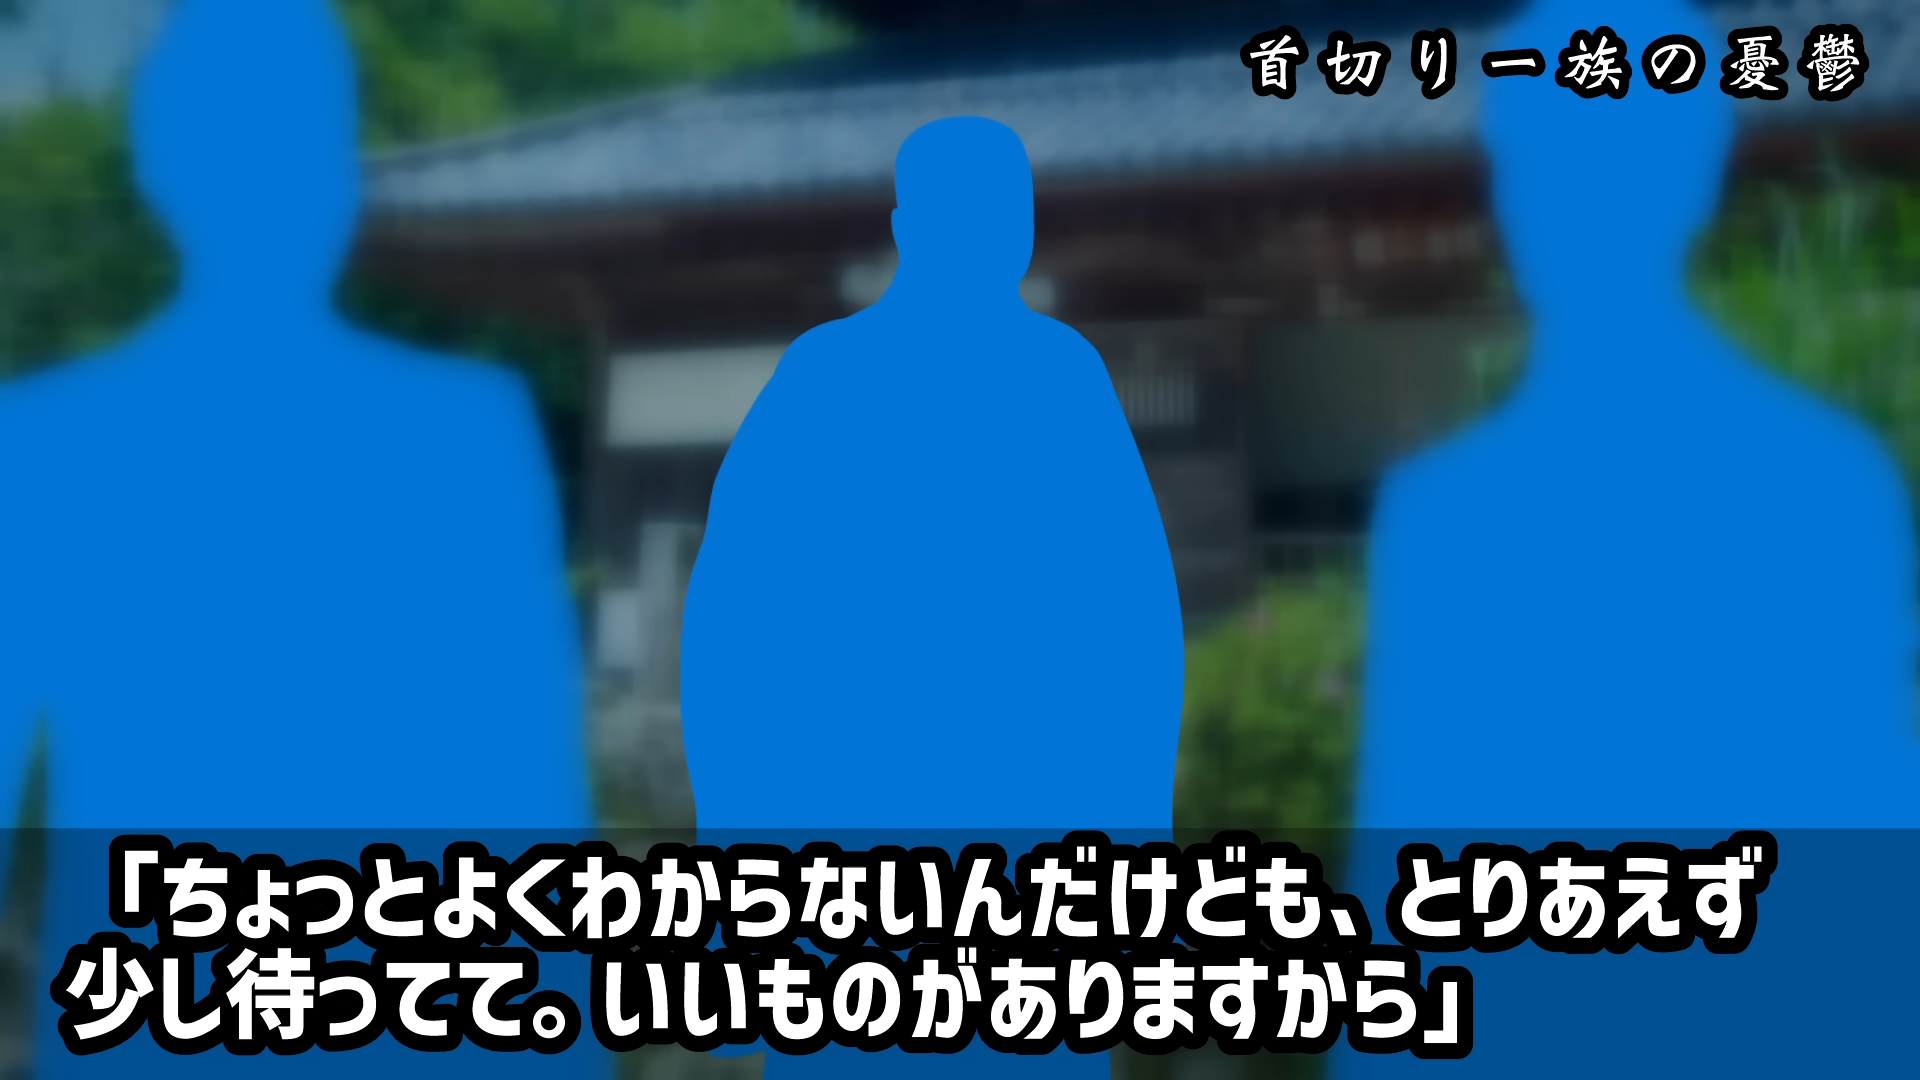 首切り一族の憂鬱
「ちょっとよくわからないんだけども、とりあえず
少し待ってて。いいものがありますから」